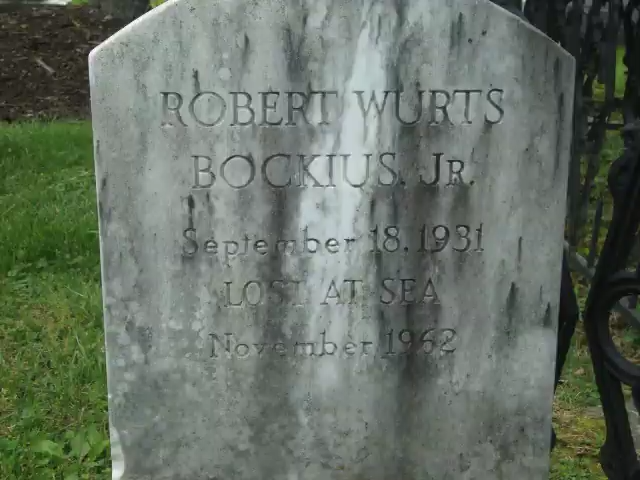 ROBERT WURTS
BOCKIUS, JR.
September 18, 1931
LOST AT SEA
November 1962